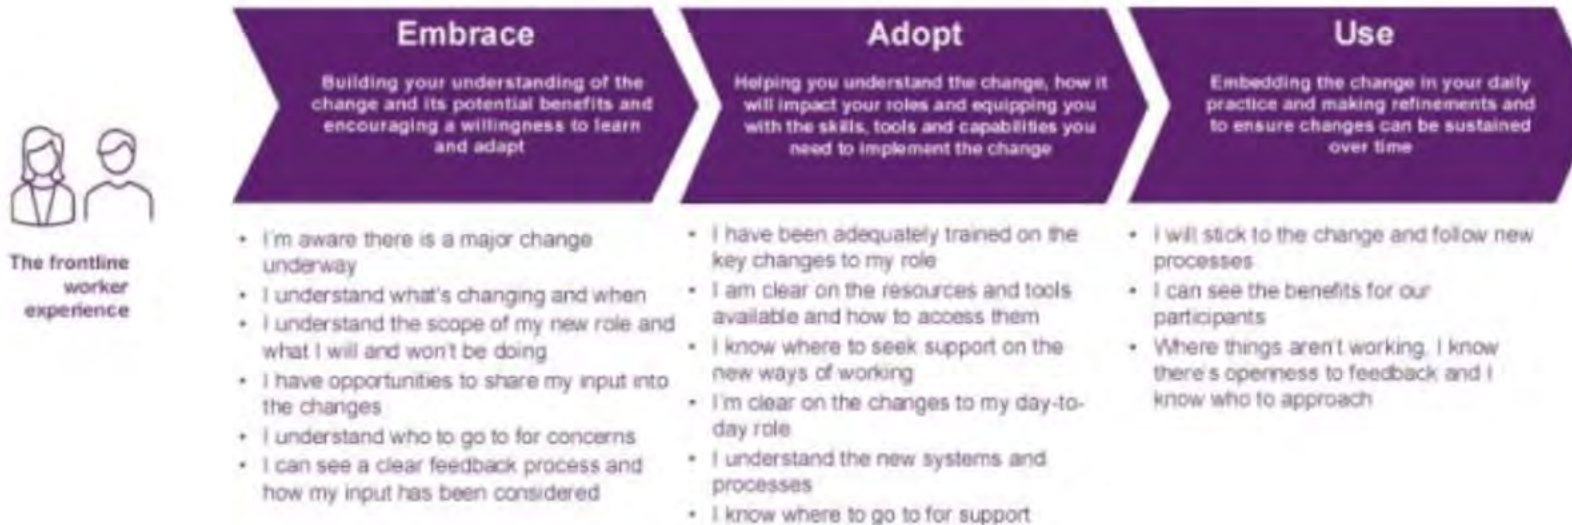 Embrace
Building your understanding of the
change and its potential benefits and
encouraging a willingness to learn
and adapt
Adopt
Helping you understand the change, how it
will impact your roles and equipping you
with the skills, tools and capabilities you
need to implement the change
Use
Embedding the change in your daily
practice and making refinements and
to ensure changes can be sustained
over time
The frontline
worker
experience
• I'm aware there is a major change
underway
• I understand what's changing and when
• I understand the scope of my new role and
what I will and won't be doing
• I have opportunities to share my input into
the changes
• I understand who to go to for concerns
• I can see a clear feedback process and
how my input has been considered
• I have been adequately trained on the
key changes to my role
• I am clear on the resources and tools
available and how to access them
• I know where to seek support on the
new ways of working
• I'm clear on the changes to my day-to-
day role
• I understand the new systems and
processes
• I know where to go to for support
• I will stick to the change and follow new
processes
• I can see the benefits for our
participants
• Where things aren't working, I know
there's openness to feedback and I
know who to approach